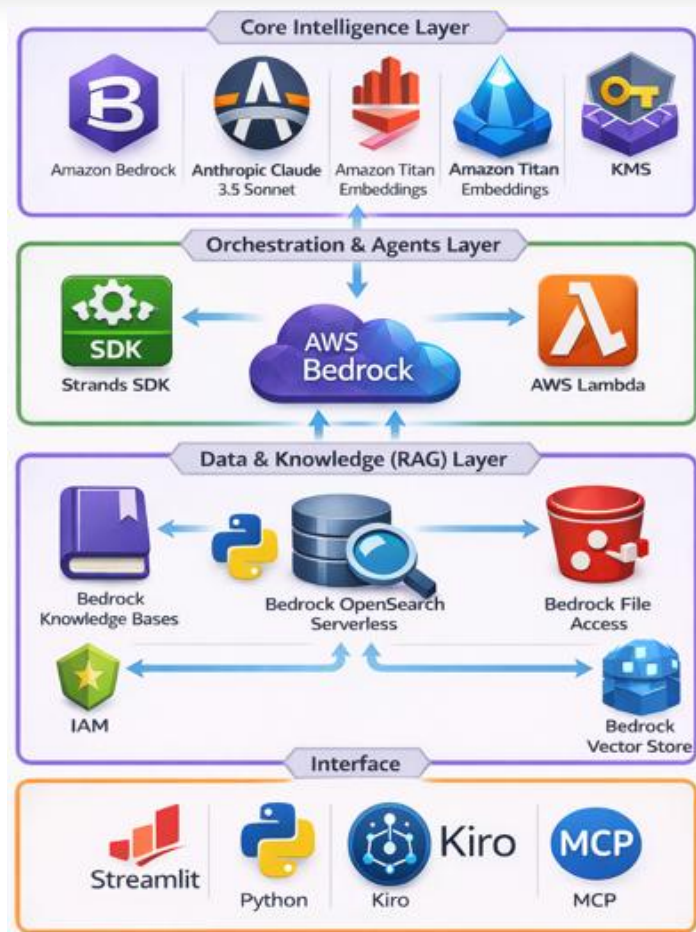 Core Intelligence Layer
B
Amazon Bedrock
Anthropic Claude
3.5 Sonnet
Amazon Titan
Embeddings
Amazon Titan
Embeddings
KMS
Orchestration & Agents Layer
SDK
Strands SDK
AWS
Bedrock
AWS Lambda
Data & Knowledge (RAG) Layer
Bedrock
Knowledge Bases
Bedrock OpenSearch
Serverless
Bedrock File
Access
IAM
Bedrock
Vector Store
Interface
Streamlit
Python
Kiro
Kiro
MCP
MCP